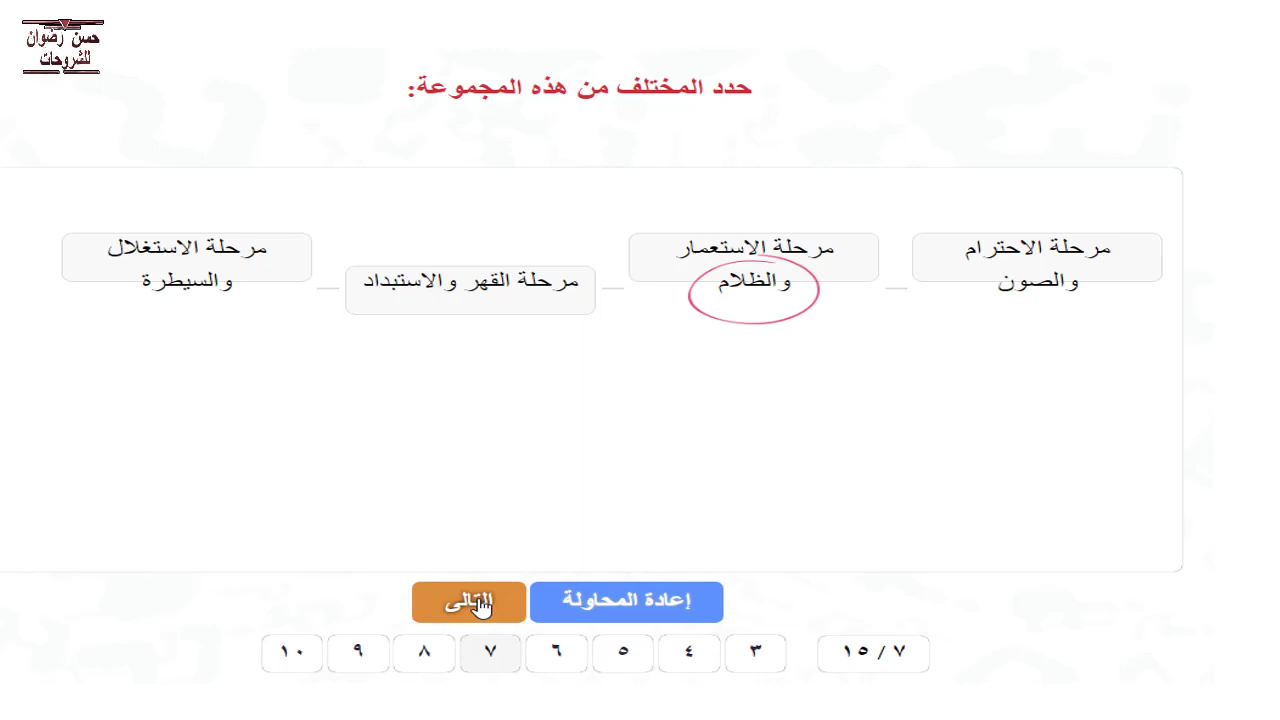 حسن رضوان
للشروحات
حدد المختلف من هذه المجموعة:
مرحلة الاحترام
والصون
مرحلة الاستعمار
والظلام
مرحلة القهر والاستبداد
مرحلة الاستغلال
والسيطرة
إعادة المحاولة
التالى
٧ / ١٥
٣
٤
٥
٦
٧
٨
٩
١٠